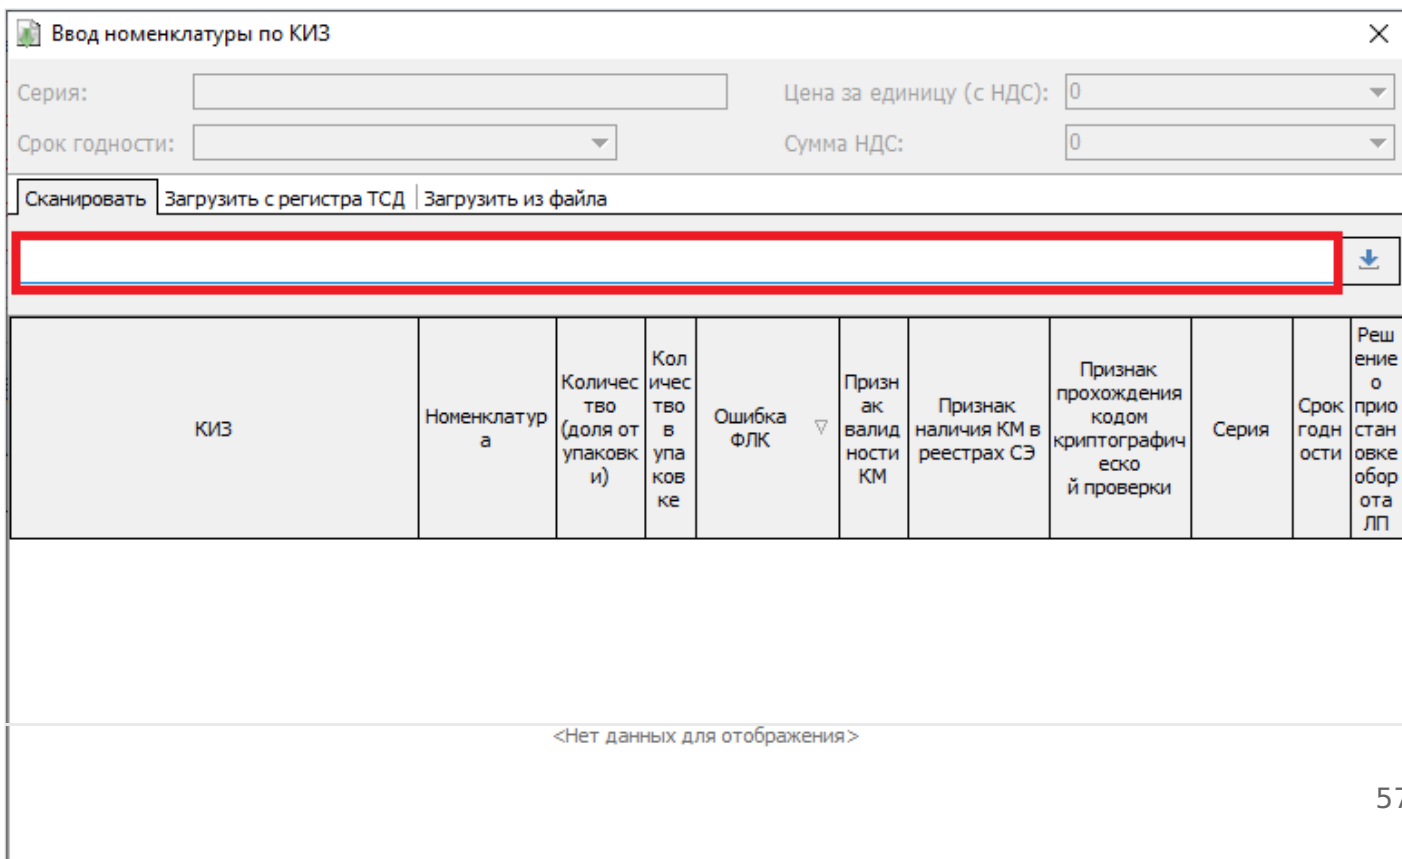 Ввод номенклатуры по КИЗ
Серия:
Цена за единицу (с НДС):
0
Срок годности:
Сумма НДС:
0
Сканировать
Загрузить с регистра ТСД
Загрузить из файла
КИЗ
Номенклатур
а
Количес
тво
(доля от
упаковк
и)
Кол
ичес
тво
в
упа
ков
ке
Ошибка
ФЛК
Призн
ак
валид
ности
КМ
Признак
наличия КМ в
реестрах СЭ
Признак
прохождения
кодом
криптографич
еско
й проверки
Серия
Срок
годн
ости
Реш
ение
о
прио
стан
овке
обор
ота
ЛП
<Нет данных для отображения>
57